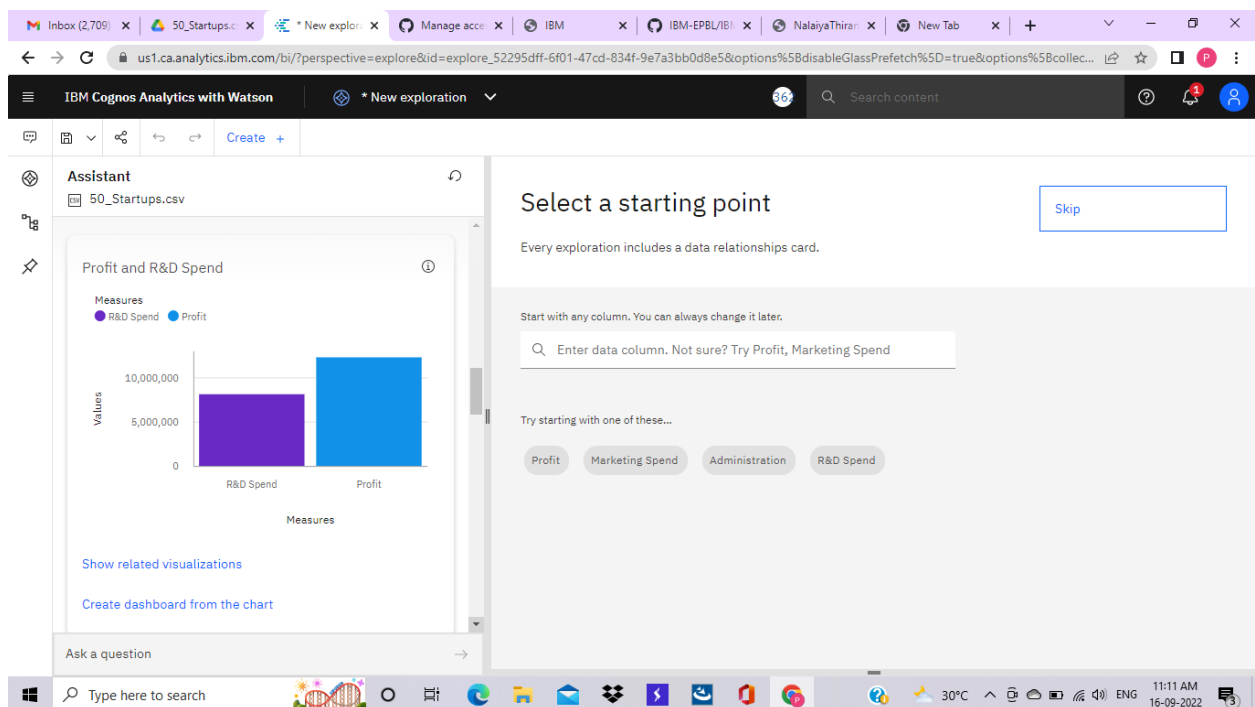 Inbox (2,709) 50_Startups.c * New explora Manage acce IBM IBM-EPBL/IBM NalaiyaThiran New Tab
us1.ca.analytics.ibm.com/bi/?perspective=explore&id=explore_52295dff-6f01-47cd-834f-9e7a3bb0d8e5&options%5BdisableGlassPrefetch%5D=true&options%5Bcollec... P
IBM Cognos Analytics with Watson * New exploration 362 Search content 1
Create +
Assistant
50_Startups.csv
Profit and R&D Spend
Measures
R&D Spend Profit
10,000,000
5,000,000
0
Values
R&D Spend Profit
Measures
Show related visualizations
Create dashboard from the chart
Ask a question
Select a starting point
Skip
Every exploration includes a data relationships card.
Start with any column. You can always change it later.
Enter data column. Not sure? Try Profit, Marketing Spend
Try starting with one of these...
Profit Marketing Spend Administration R&D Spend
Type here to search 30°C ENG 11:11 AM
16-09-2022 3